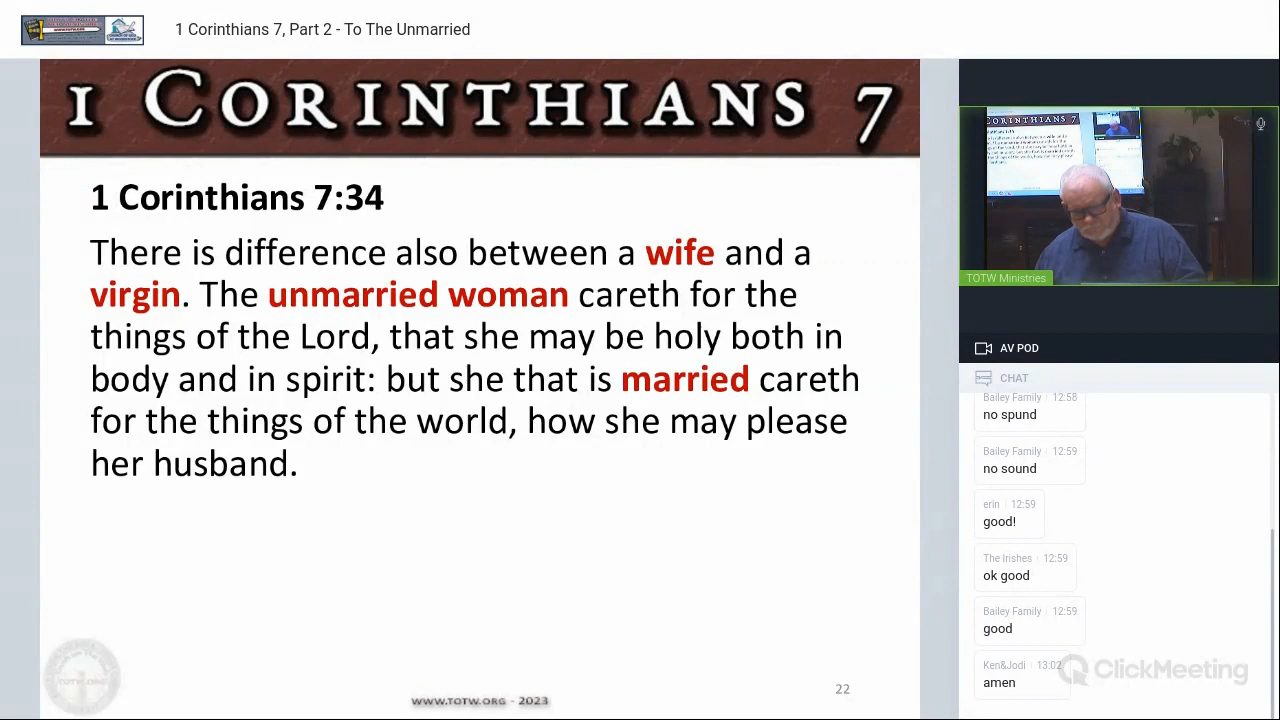 1 Corinthians 7, Part 2 - To The Unmarried
1 CORINTHIANS 7
1 Corinthians 7:34
There is difference also between a wife and a
virgin. The unmarried woman careth for the
things of the Lord, that she may be holy both in
body and in spirit: but she that is married careth
for the things of the world, how she may please
her husband.
WWW.TOTW.ORG - 2023
22
TOTW Ministries
AV POD
CHAT
Bailey Family 12:58
no spund
Bailey Family 12:59
no sound
erin 12:59
good!
The Irishes 12:59
ok good
Bailey Family 12:59
good
Ken&Jodi 13:02
amen
ClickMeeting